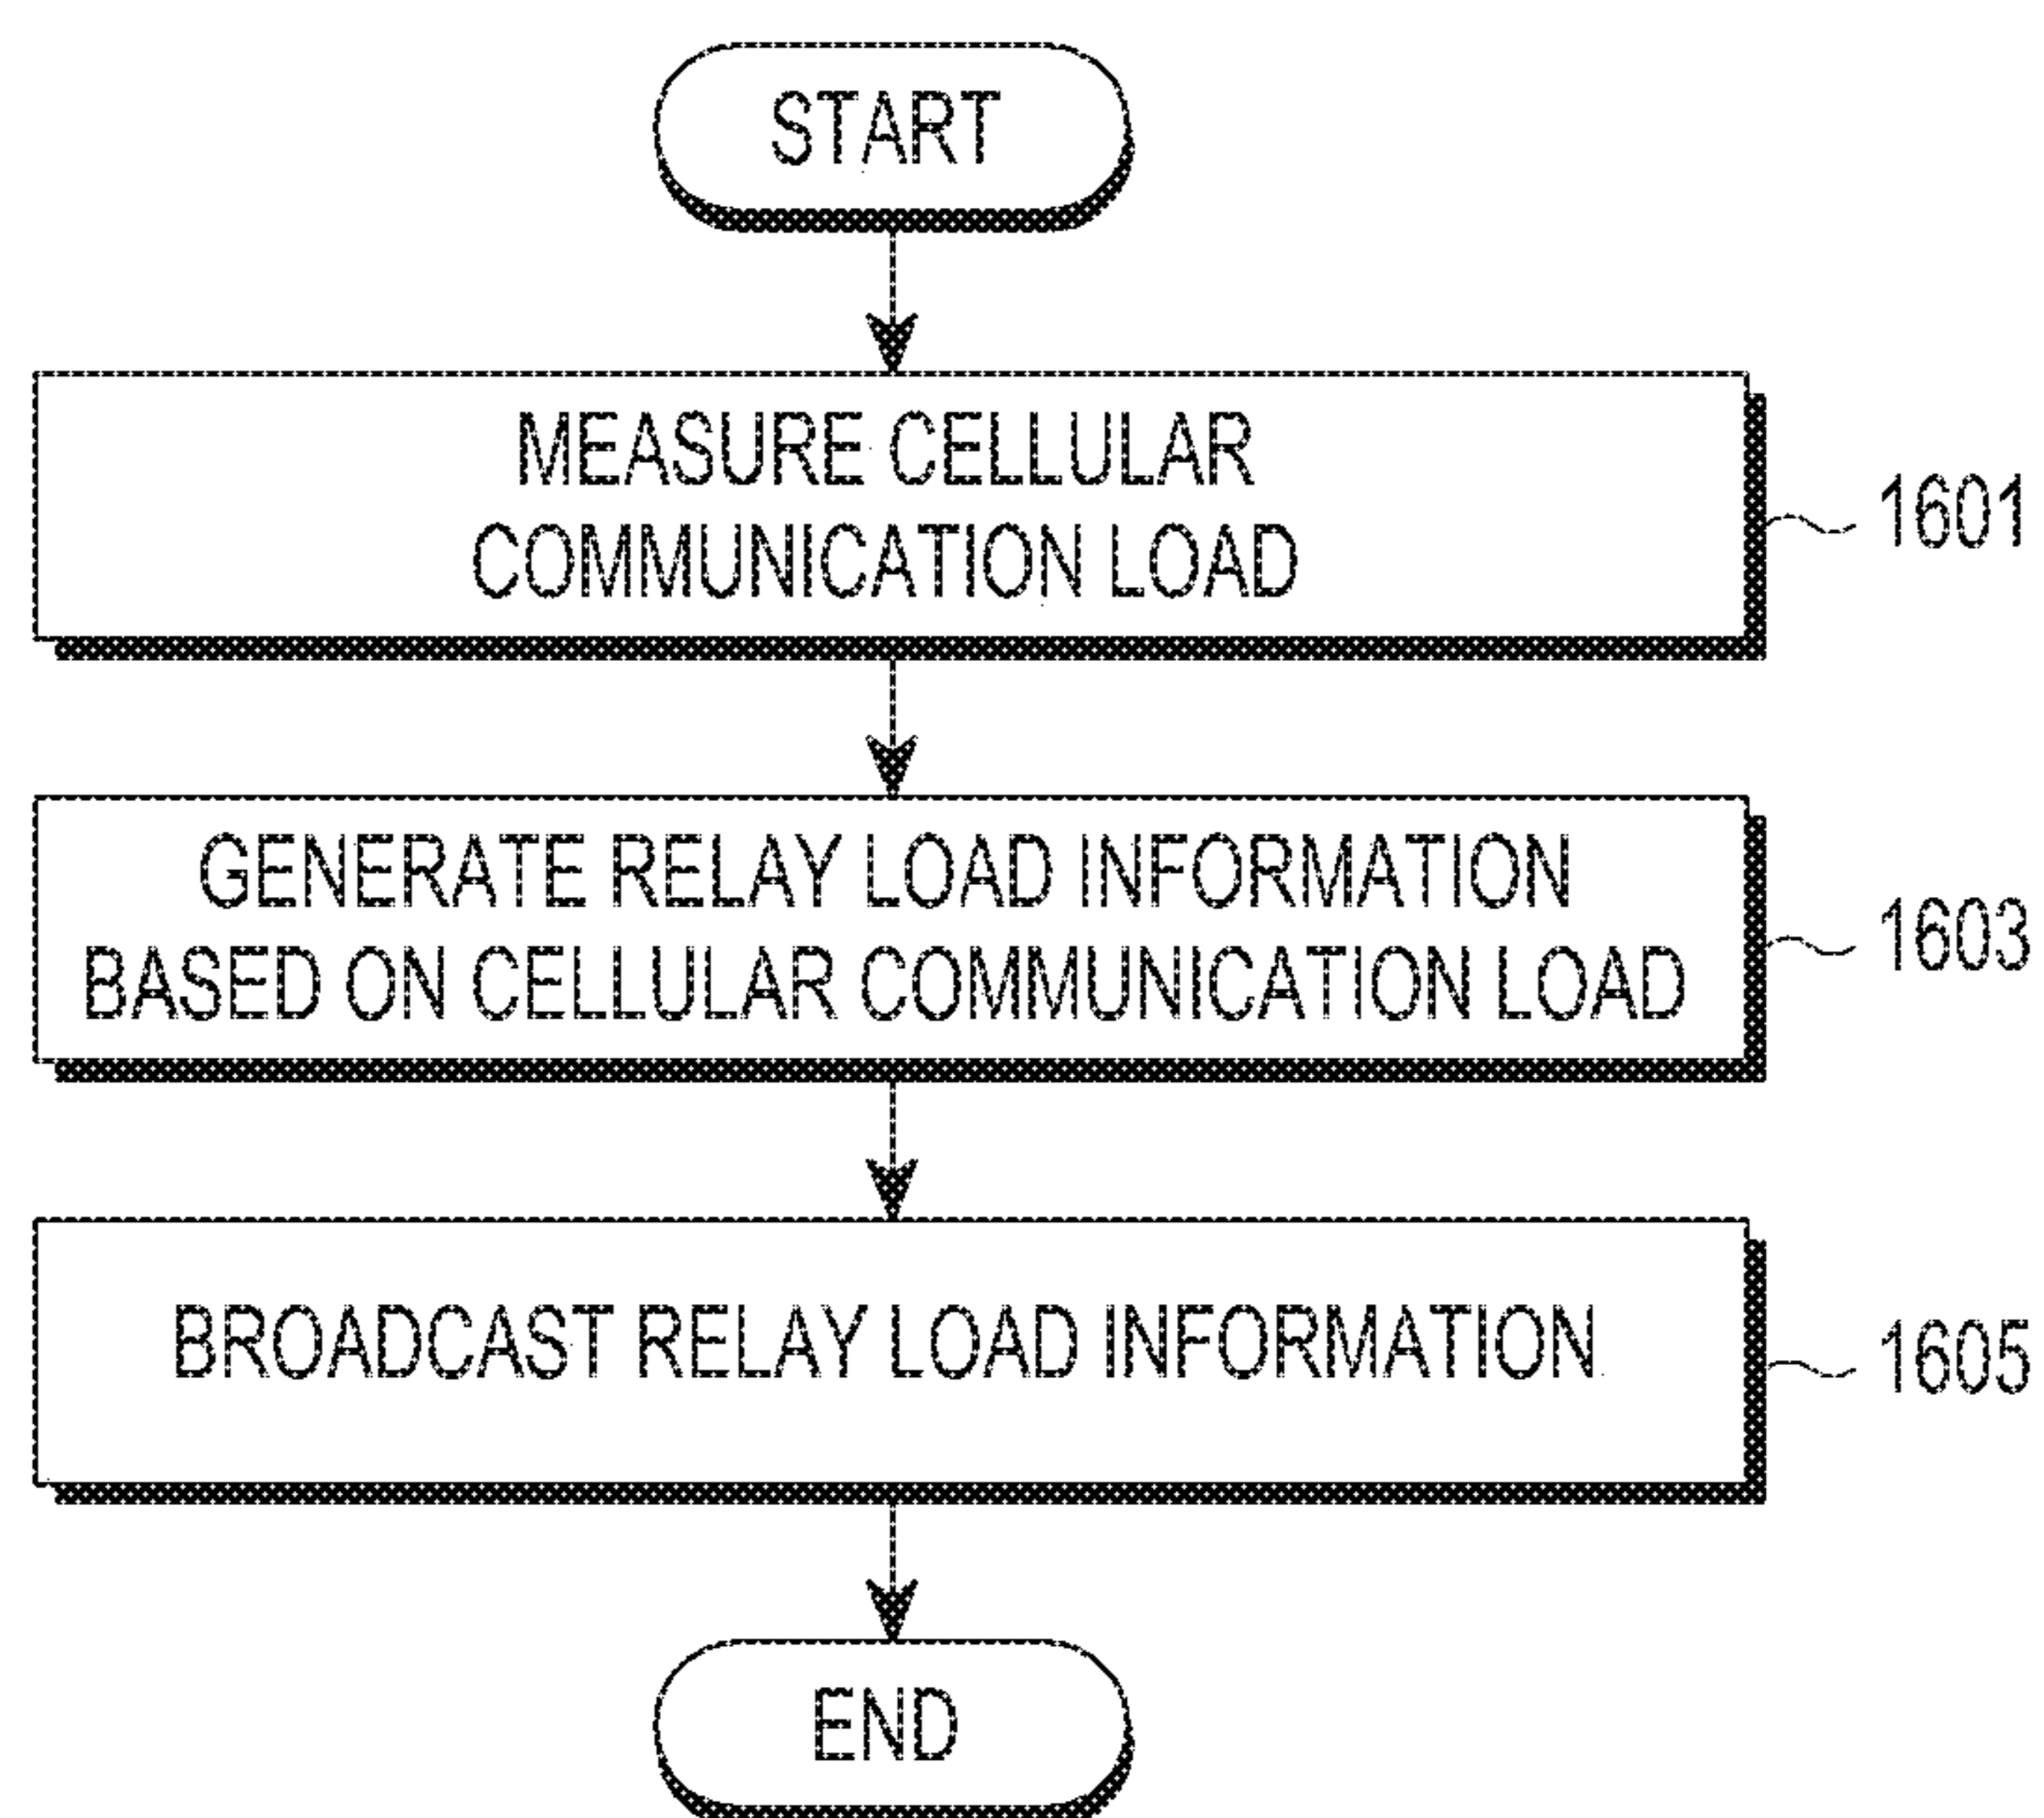 START
MEASURE CELLULAR
COMMUNICATION LOAD
1601
GENERATE RELAY LOAD INFORMATION
BASED ON CELLULAR COMMUNICATION LOAD
1603
BROADCAST RELAY LOAD INFORMATION
1605
END